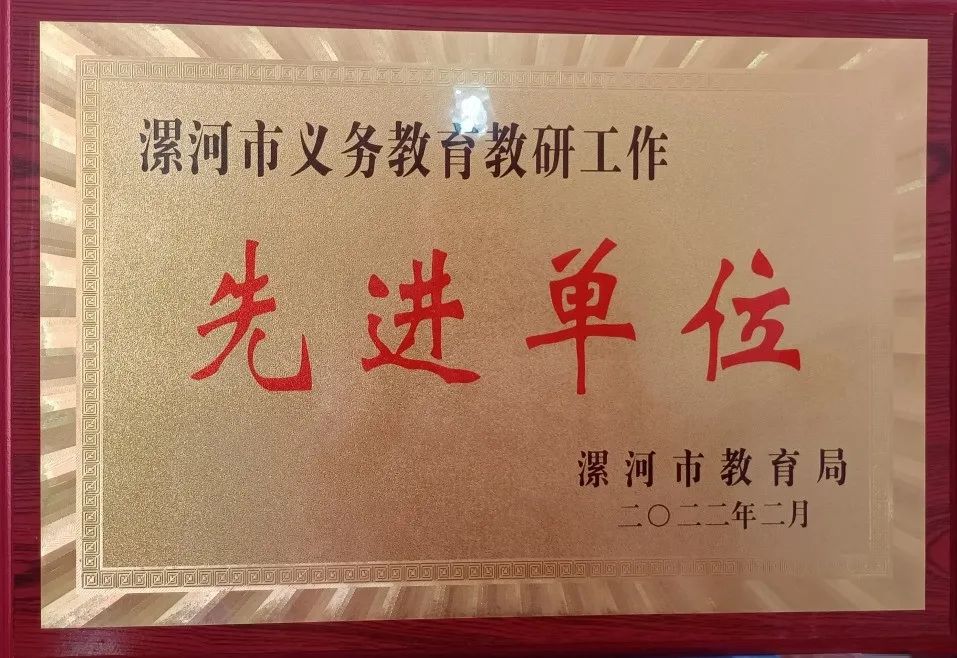 漯河市义务教育教研工作
先进单位
漯河市教育局
二〇二二年二月